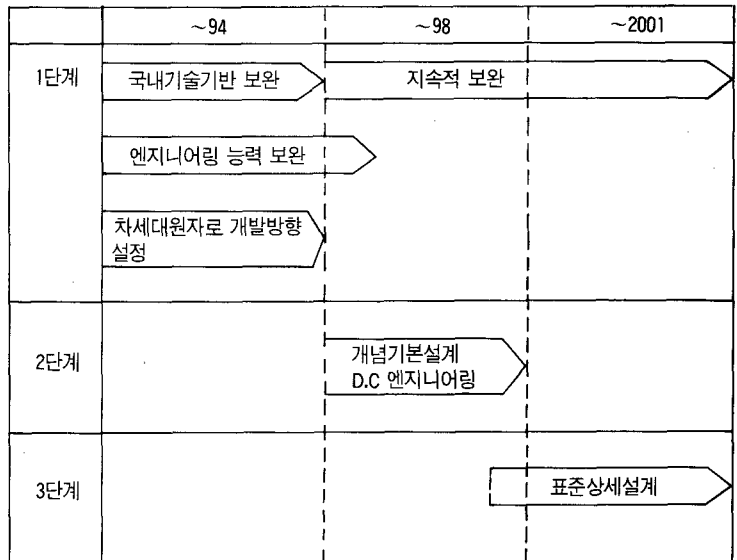 ~94 ~98 ~2001
1단계 국내기술기반 보완 지속적 보완
엔지니어링 능력 보완
차세대원자로 개발방향
설정
2단계 개념기본설계
D.C 엔지니어링
3단계 표준상세설계